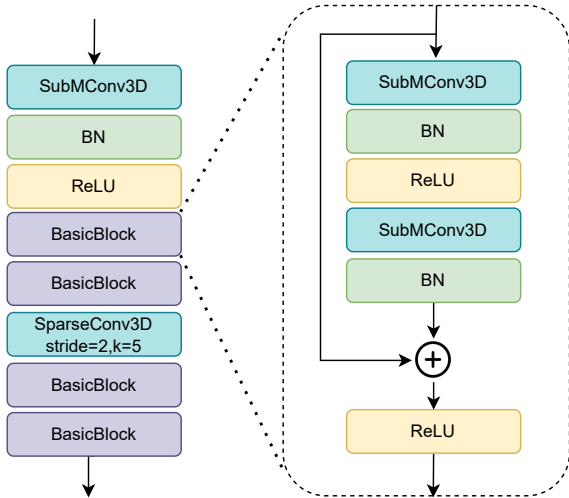 SubMConv3D
BN
ReLU
BasicBlock
BasicBlock
SparseConv3D
stride=2,k=5
BasicBlock
BasicBlock
SubMConv3D
BN
ReLU
SubMConv3D
BN
ReLU